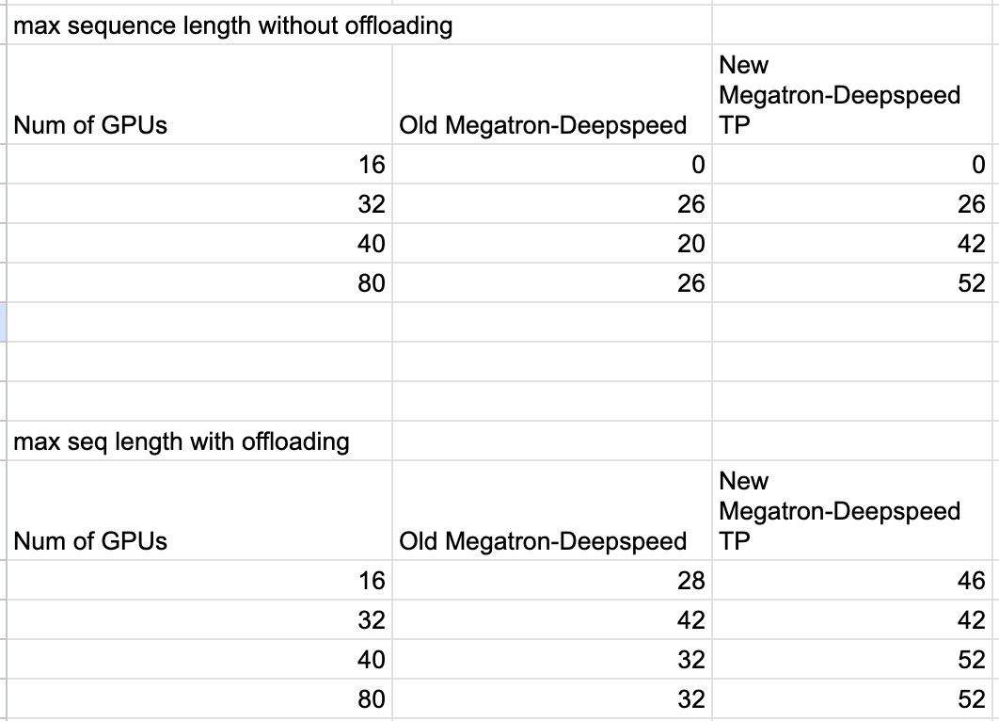 max sequence length without offloading
Num of GPUs Old Megatron-Deepspeed New Megatron-Deepspeed TP
16 0 0
32 26 26
40 20 42
80 26 52
max seq length with offloading
Num of GPUs Old Megatron-Deepspeed New Megatron-Deepspeed TP
16 28 46
32 42 42
40 32 52
80 32 52